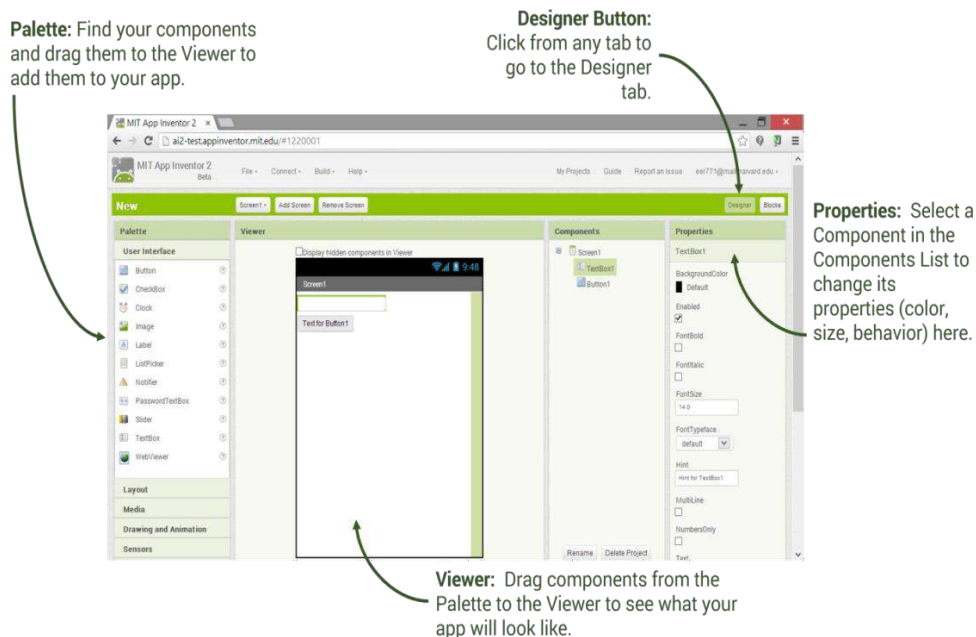 Palette: Find your components
and drag them to the Viewer to
add them to your app.
Designer Button:
Click from any tab to
go to the Designer
tab.
MIT App Inventor 2
ai2-test.appinventor.mit.edu/#1220001
MIT App Inventor 2
Beta
File Connect Build Help
My Projects Guide Report an Issue
New
Screen1 Add Screen Remove Screen
Designer Blocks
Palette
User Interface
Button
CheckBox
Clock
Image
Label
ListPicker
Notifier
PasswordTextBox
Slider
TextBox
WebViewer
Layout
Media
Drawing and Animation
Sensors
Viewer
Display hidden components in Viewer
9:48
Screen1
Text for Button1
Components
Screen1
TextBox1
Button1
Rename Delete Project
Properties
TextBox1
BackgroundColor
Default
Enabled
FontBold
FontItalic
FontSize
14.0
FontTypeface
default
Hint
Hint for TextBox1
MultiLine
NumbersOnly
Text
Properties: Select a
Component in the
Components List to
change its
properties (color,
size, behavior) here.
Viewer: Drag components from the
Palette to the Viewer to see what your
app will look like.